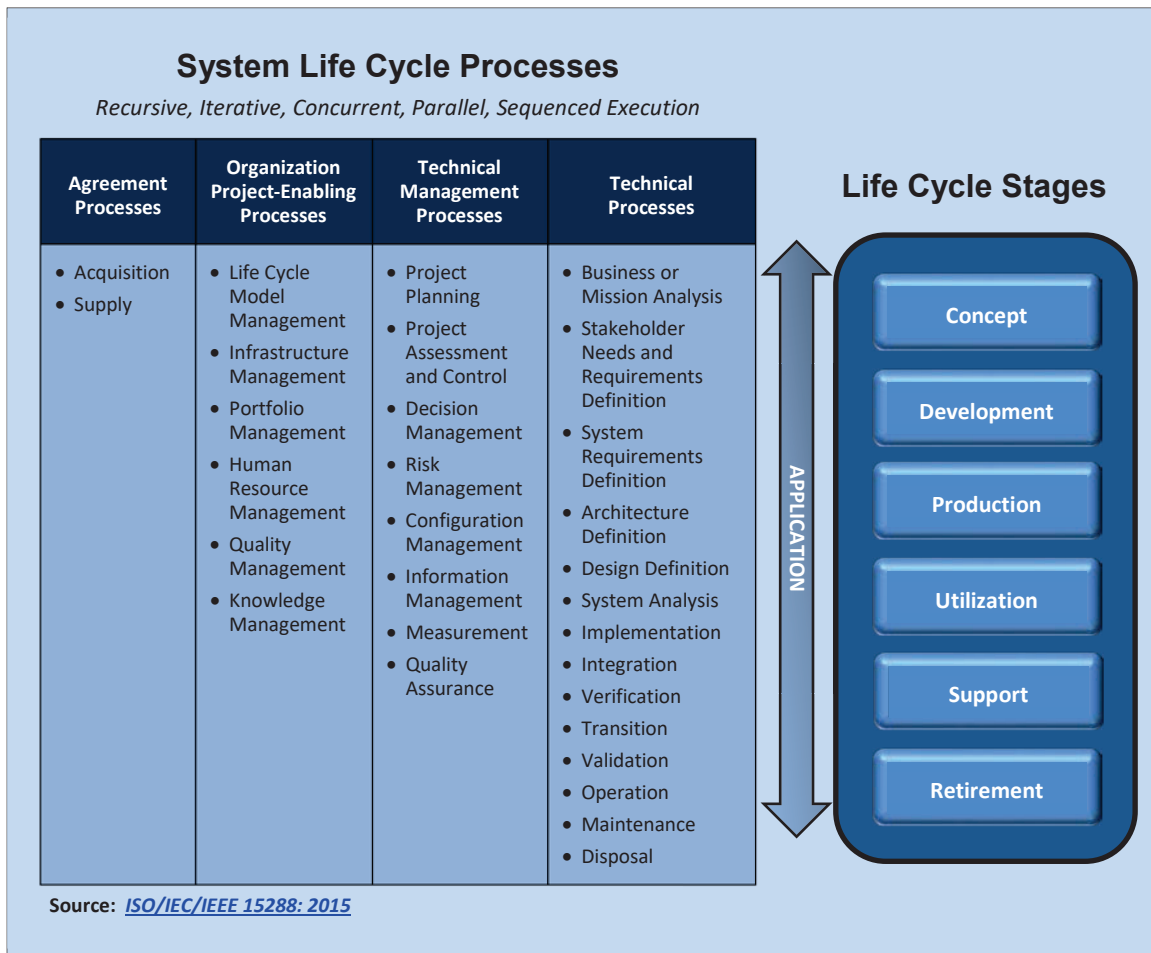 System Life Cycle Processes
Recursive, Iterative, Concurrent, Parallel, Sequenced Execution
Agreement
Processes
Organization
Project-Enabling
Processes
Technical
Management
Processes
Technical
Processes
• Acquisition
• Supply
• Life Cycle
Model
Management
• Infrastructure
Management
• Portfolio
Management
• Human
Resource
Management
• Quality
Management
• Knowledge
Management
• Project
Planning
• Project
Assessment
and Control
• Decision
Management
• Risk
Management
• Configuration
Management
• Information
Management
• Measurement
• Quality
Assurance
• Business or
Mission Analysis
• Stakeholder
Needs and
Requirements
Definition
• System
Requirements
Definition
• Architecture
Definition
• Design Definition
• System Analysis
• Implementation
• Integration
• Verification
• Transition
• Validation
• Operation
• Maintenance
• Disposal
APPLICATION
Life Cycle Stages
Concept
Development
Production
Utilization
Support
Retirement
Source: ISO/IEC/IEEE 15288: 2015